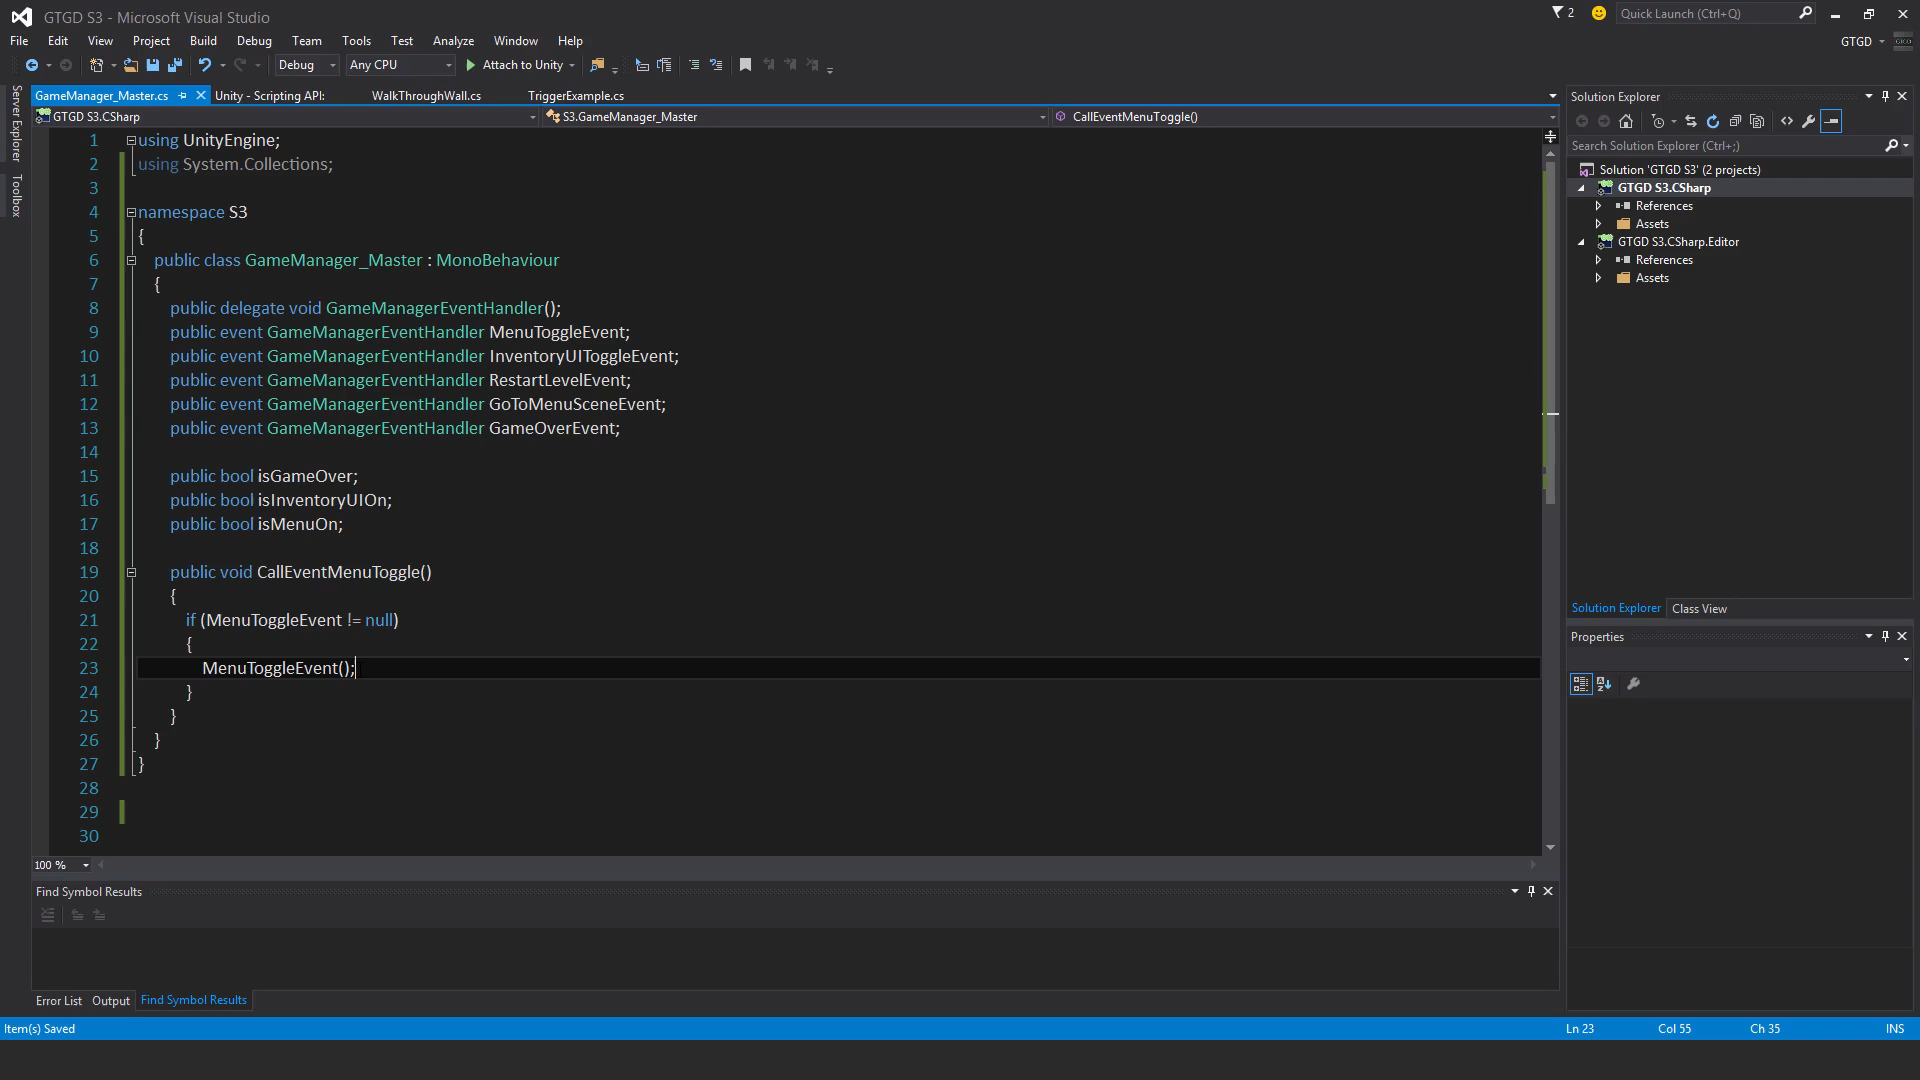 GTGD S3 - Microsoft Visual Studio
2
Quick Launch (Ctrl+Q)
File Edit View Project Build Debug Team Tools Test Analyze Window Help
GTGD
Debug Any CPU Attach to Unity
GameManager_Master.cs Unity - Scripting API: WalkThroughWall.cs TriggerExample.cs
GTGD S3.CSharp S3.GameManager_Master CallEventMenuToggle()
Server Explorer
Toolbox
1 using UnityEngine;
2 using System.Collections;
3
4 namespace S3
5 {
6 public class GameManager_Master : MonoBehaviour
7 {
8 public delegate void GameManagerEventHandler();
9 public event GameManagerEventHandler MenuToggleEvent;
10 public event GameManagerEventHandler InventoryUIToggleEvent;
11 public event GameManagerEventHandler RestartLevelEvent;
12 public event GameManagerEventHandler GoToMenuSceneEvent;
13 public event GameManagerEventHandler GameOverEvent;
14
15 public bool isGameOver;
16 public bool isInventoryUIOn;
17 public bool isMenuOn;
18
19 public void CallEventMenuToggle()
20 {
21 if (MenuToggleEvent != null)
22 {
23 MenuToggleEvent();
24 }
25 }
26 }
27 }
28
29
30
100 %
Find Symbol Results
Error List Output Find Symbol Results
Solution Explorer
Search Solution Explorer (Ctrl+;)
Solution 'GTGD S3' (2 projects)
GTGD S3.CSharp
References
Assets
GTGD S3.CSharp.Editor
References
Assets
Solution Explorer Class View
Properties
Item(s) Saved Ln 23 Col 55 Ch 35 INS